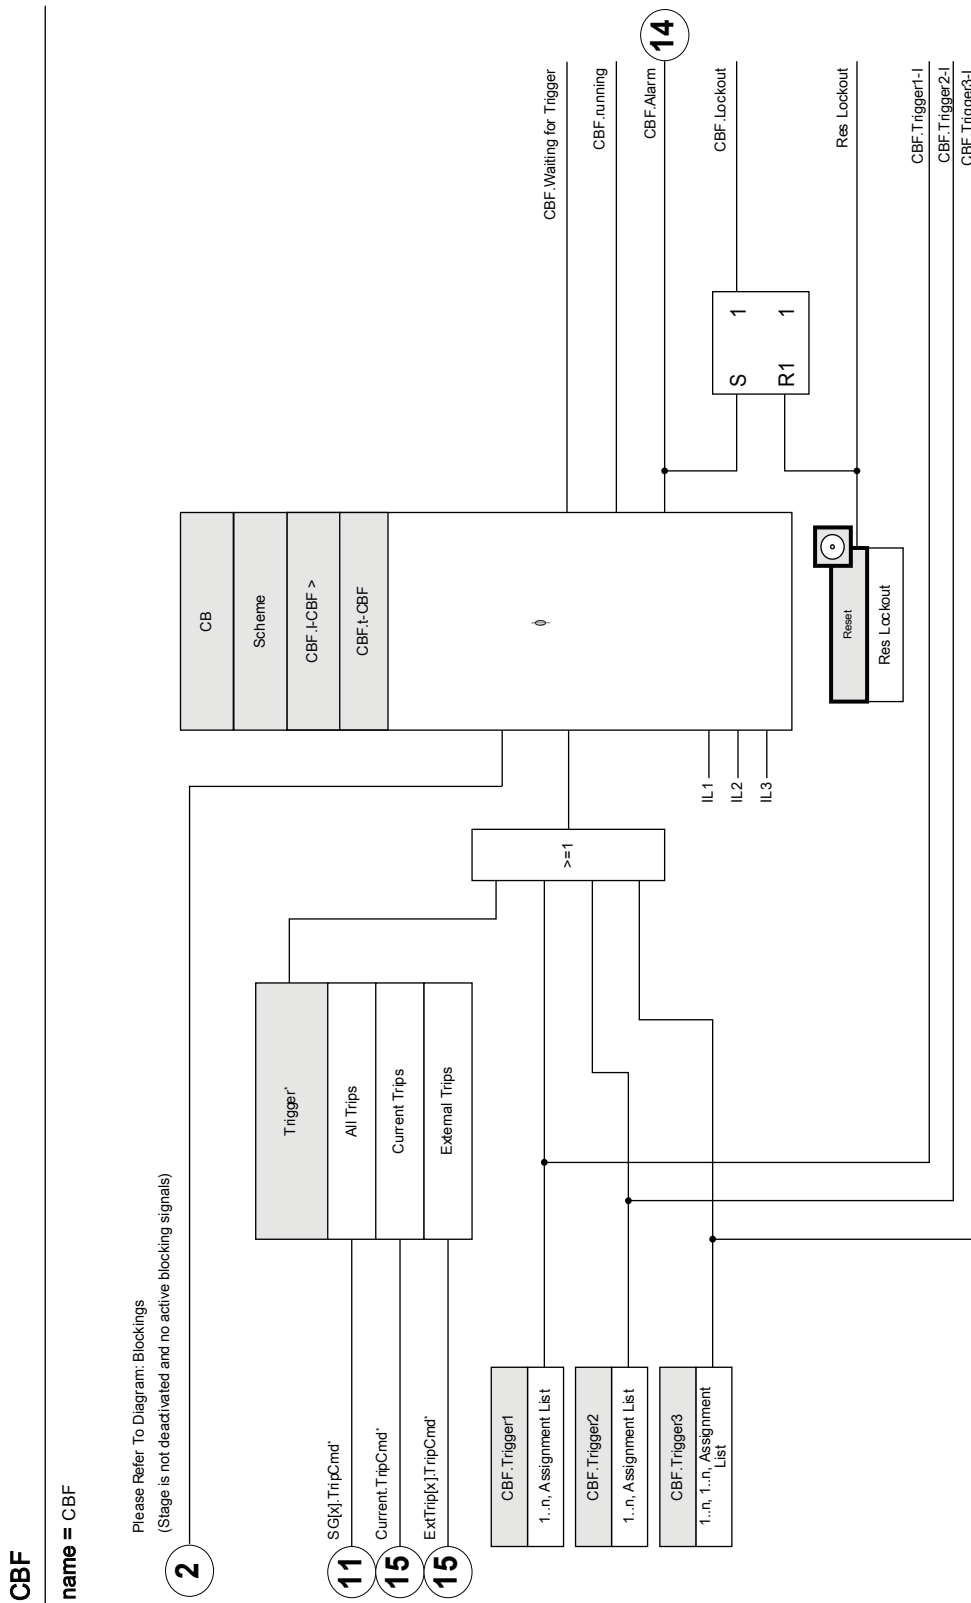 CBF
name = CBF
Please Refer To Diagram: Blockings
(Stage is not deactivated and no active blocking signals)
2
SG[x].TripCmd'
11
Current.TripCmd'
15
ExtTrip[x].TripCmd'
15
Trigger'
All Trips
Current Trips
External Trips
CBF.Trigger1
1..n, Assignment List
CBF.Trigger2
1..n, Assignment List
CBF.Trigger3
1..n, 1..n, Assignment
List
>=1
IL1
IL2
IL3
CB
Scheme
CBF.I-CBF >
CBF.t-CBF
ϕ
Reset
Res Lockout
S 1
R1 1
CBF.Waiting for Trigger
CBF.running
CBF.Alarm
14
CBF.Lockout
Res Lockout
CBF.Trigger1-I
CBF.Trigger2-I
CBF.Trigger3-I